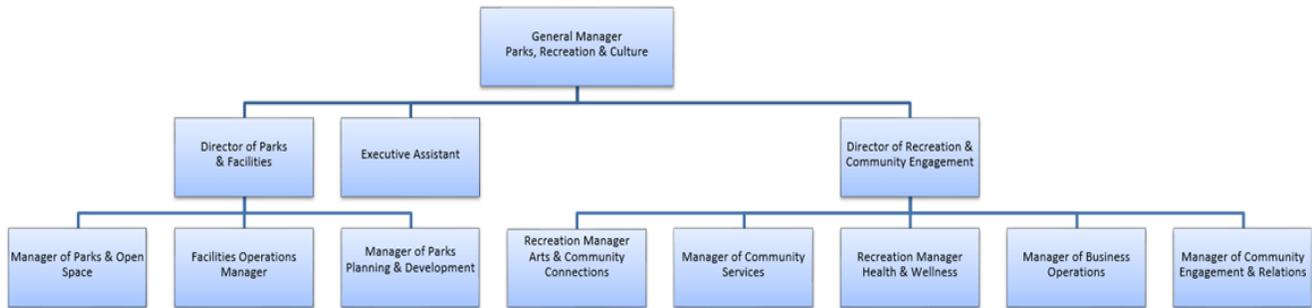 General Manager
Parks, Recreation & Culture
Director of Parks
& Facilities
Executive Assistant
Director of Recreation &
Community Engagement
Manager of Parks & Open
Space
Facilities Operations
Manager
Manager of Parks
Planning & Development
Recreation Manager
Arts & Community
Connections
Manager of Community
Services
Recreation Manager
Health & Wellness
Manager of Business
Operations
Manager of Community
Engagement & Relations